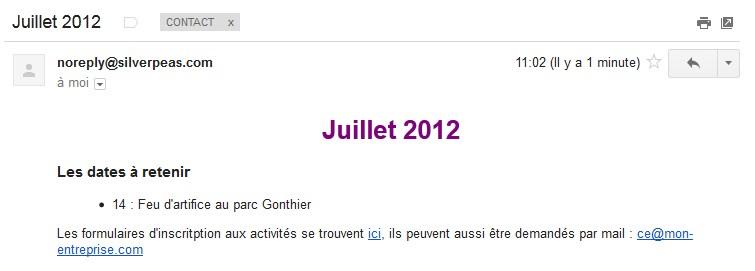 Juillet 2012 CONTACT x
noreply@silverpeas.com 11:02 (Il y a 1 minute)
à moi
Juillet 2012
Les dates à retenir
• 14 : Feu d'artifice au parc Gonthier
Les formulaires d'inscritption aux activités se trouvent ici, ils peuvent aussi être demandés par mail : ce@mon-
entreprise.com